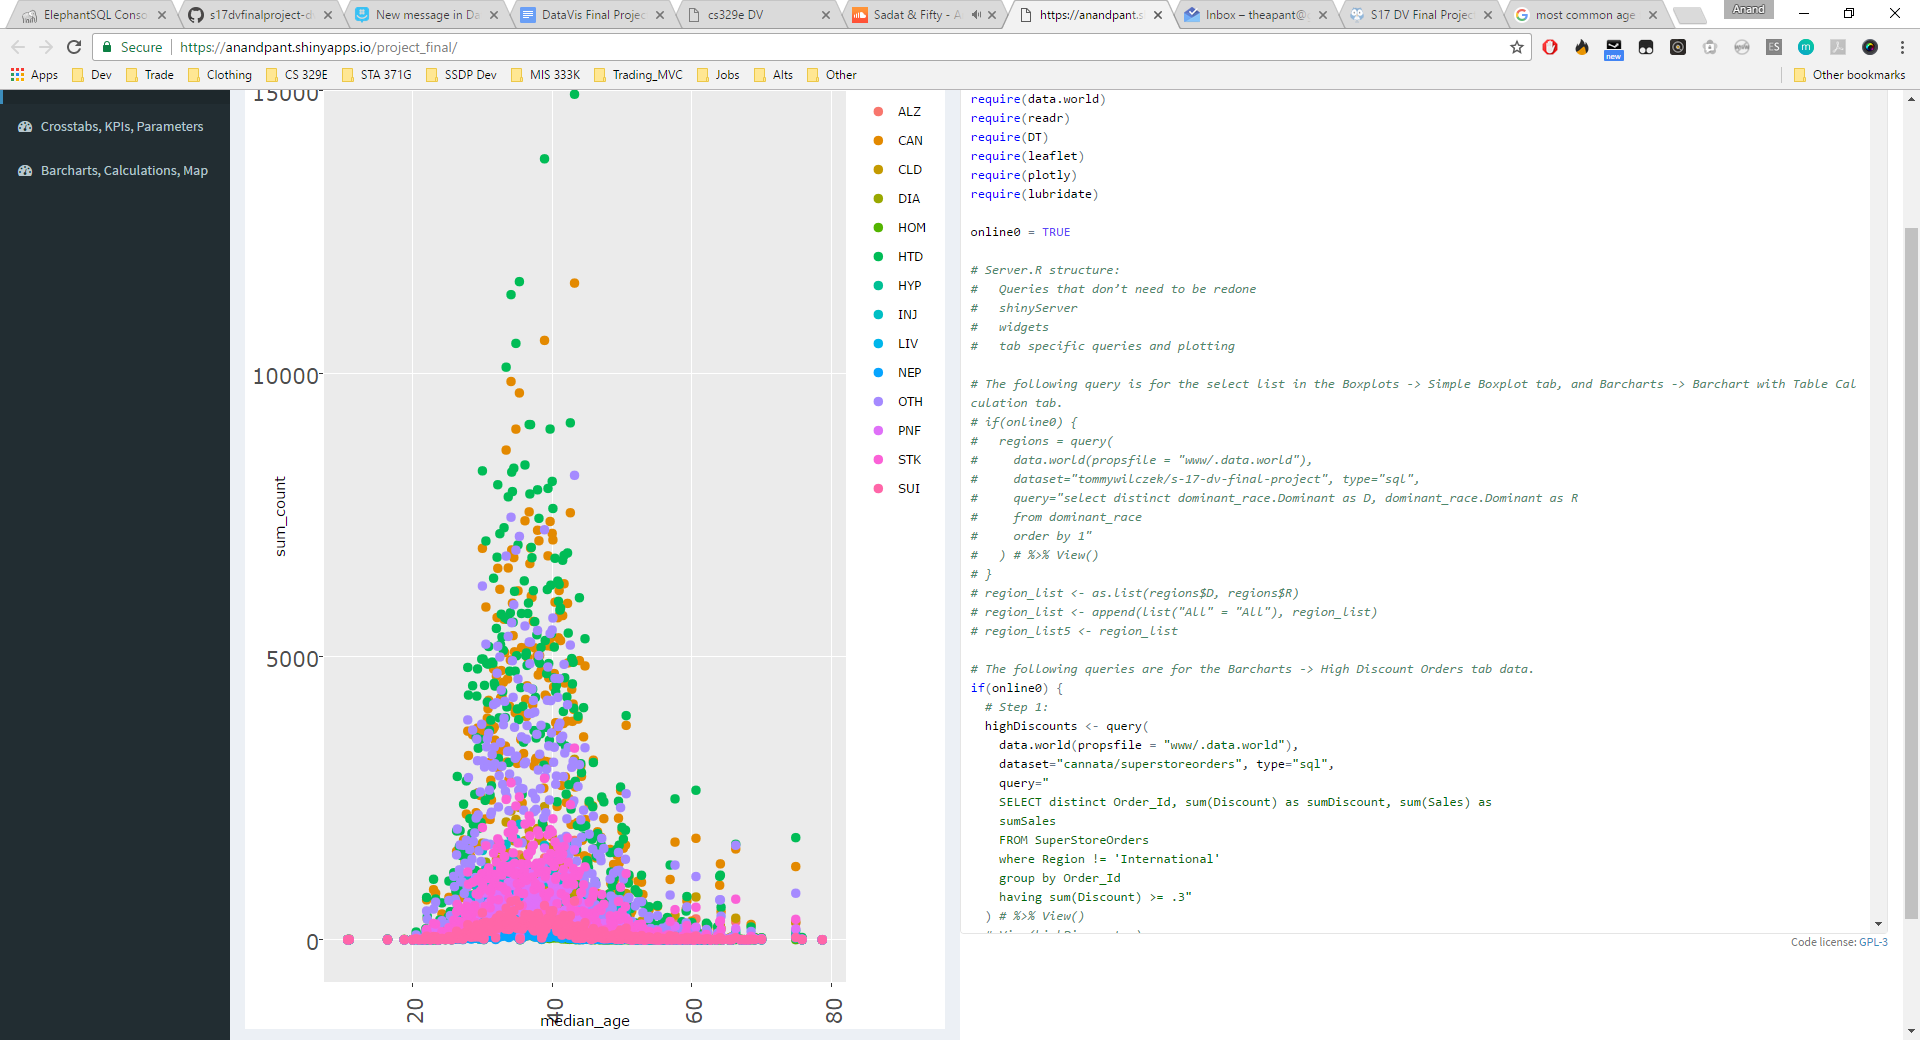 ElephantSQL Conso
s17dvfinalproject-d
New message in Da
DataVis Final Projec
cs329e DV
Sadat & Fifty - A
https://anandpant.s
Inbox – theapant@g
S17 DV Final Projec
most common age
Anand
Secure
https://anandpant.shinyapps.io/project_final/
new
ES
m
Apps
Dev
Trade
Clothing
CS 329E
STA 371G
SSDP Dev
MIS 333K
Trading_MVC
Jobs
Alts
Other
Other bookmarks
Crosstabs, KPIs, Parameters
Barcharts, Calculations, Map
15000
10000
5000
0
sum_count
20
40
60
80
median_age
ALZ
CAN
CLD
DIA
HOM
HTD
HYP
INJ
LIV
NEP
OTH
PNF
STK
SUI
require(data.world)
require(readr)
require(DT)
require(leaflet)
require(plotly)
require(lubridate)
online0 = TRUE
# Server.R structure:
#   Queries that don’t need to be redone
#   shinyServer
#   widgets
#   tab specific queries and plotting
# The following query is for the select list in the Boxplots -> Simple Boxplot tab, and Barcharts -> Barchart with Table Cal
culation tab.
# if(online0) {
#   regions = query(
#     data.world(propsfile = "www/.data.world"),
#     dataset="tommywilczek/s-17-dv-final-project", type="sql",
#     query="select distinct dominant_race.Dominant as D, dominant_race.Dominant as R
#     from dominant_race
#     order by 1"
#   ) # %>% View()
# }
# region_list <- as.list(regions$D, regions$R)
# region_list <- append(list("All" = "All"), region_list)
# region_list5 <- region_list
# The following queries are for the Barcharts -> High Discount Orders tab data.
if(online0) {
  # Step 1:
  highDiscounts <- query(
    data.world(propsfile = "www/.data.world"),
    dataset="cannata/superstoreorders", type="sql",
    query="
    SELECT distinct Order_Id, sum(Discount) as sumDiscount, sum(Sales) as
    sumSales
    FROM SuperStoreOrders
    where Region != 'International'
    group by Order_Id
    having sum(Discount) >= .3"
  ) # %>% View()
Code license: GPL-3